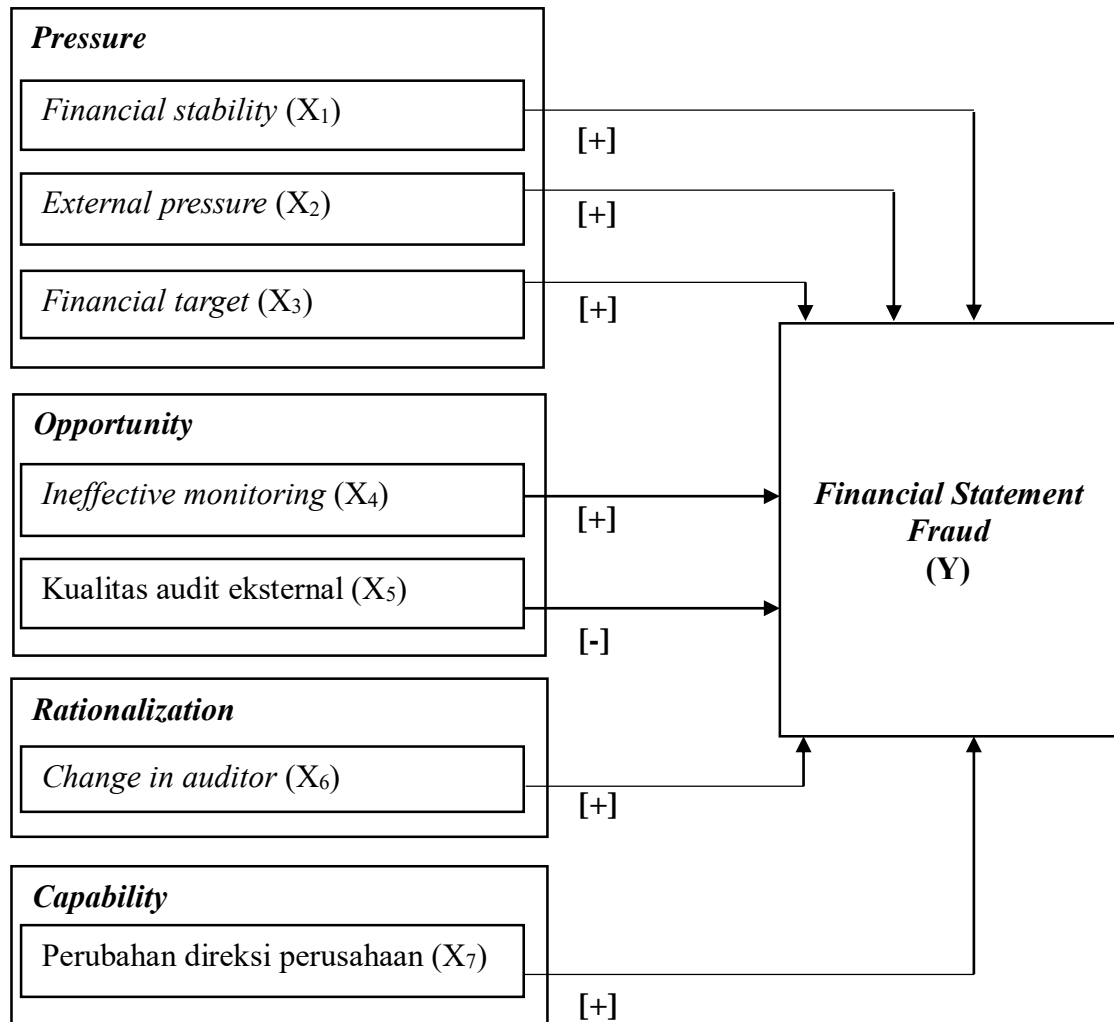 Pressure
Financial stability (X₁)
[+]
External pressure (X₂)
[+]
Financial target (X₃)
[+]
Opportunity
Ineffective monitoring (X₄)
[+]
Kualitas audit eksternal (X₅)
[-]
Financial Statement
Fraud
(Y)
Rationalization
Change in auditor (X₆)
[+]
Capability
Perubahan direksi perusahaan (X₇)
[+]